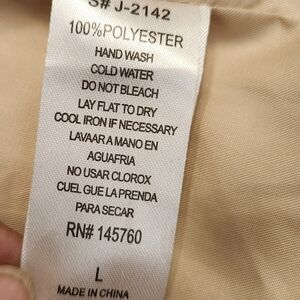 S# J-2142
100%POLYESTER
HAND WASH
COLD WATER
DO NOT BLEACH
LAY FLAT TO DRY
COOL IRON IF NECESSARY
LAVAAR A MANO EN
AGUAFRIA
NO USAR CLOROX
CUEL GUE LA PRENDA
PARA SECAR
RN# 145760
L
MADE IN CHINA